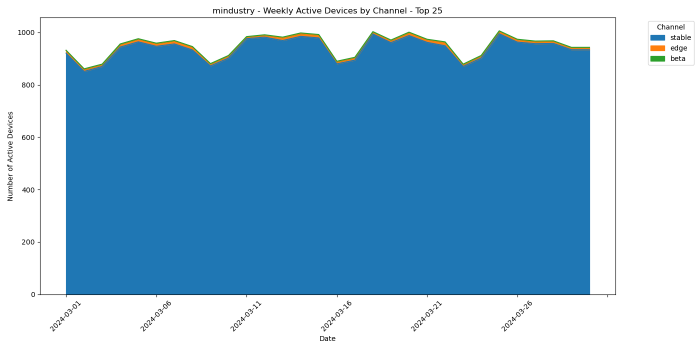 mindustry - Weekly Active Devices by Channel - Top 25
Number of Active Devices
1000
800
600
400
200
0
2024-03-01
2024-03-06
2024-03-11
2024-03-16
2024-03-21
2024-03-26
Date
Channel
stable
edge
beta